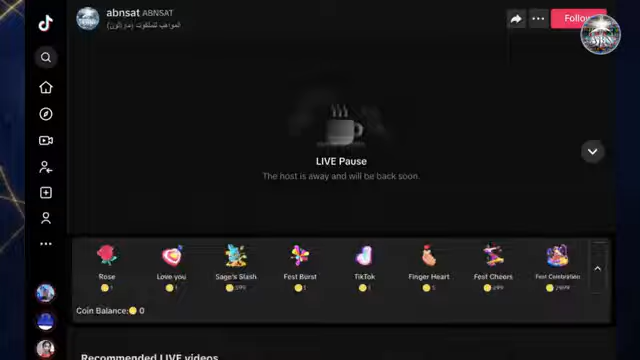 abnsat ABNSAT
Follow
ABN
LIVE Pause
The host is away and will be back soon.
Rose
Love you
Sage's Slash
Fest Burst
TikTok
Finger Heart
Fest Cheers
Fest Celebration
1
1
399
1
1
5
Coin Balance: 0
Recommended LIVE videos